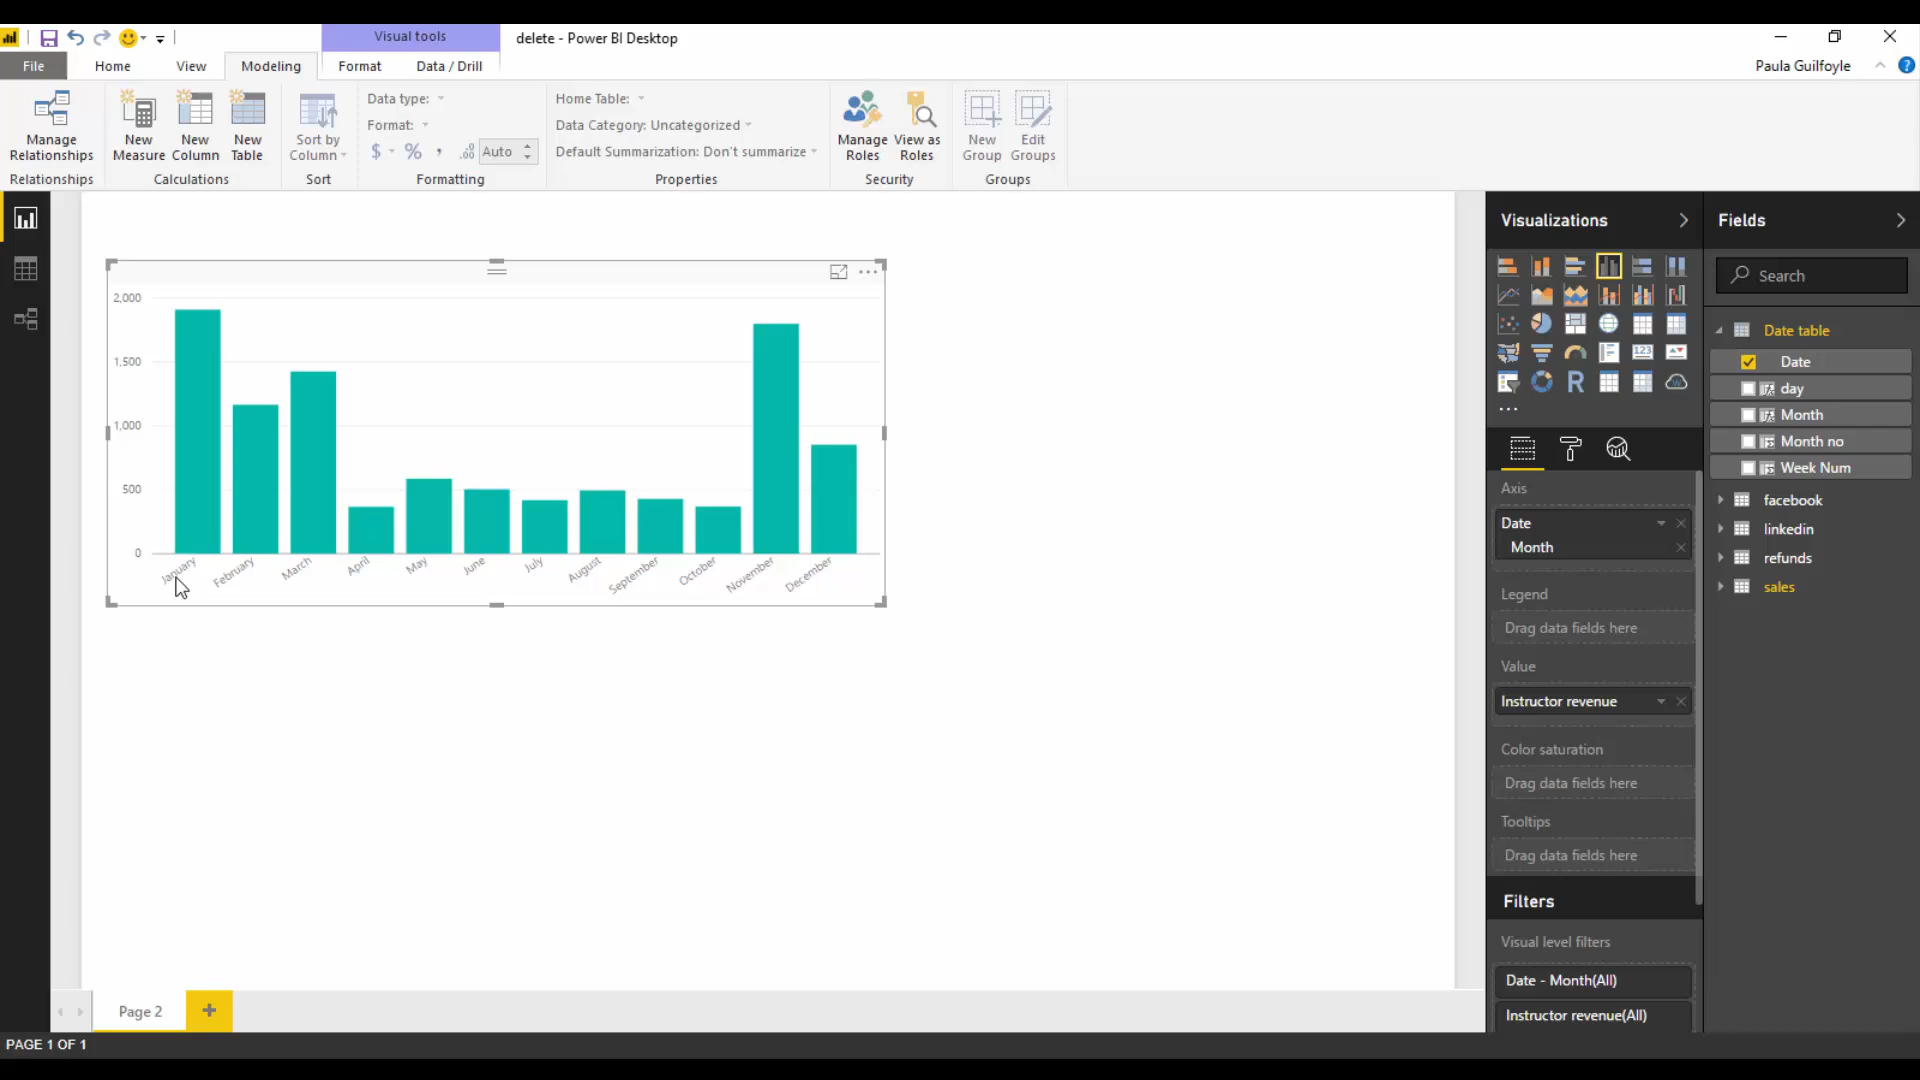 Visual tools
delete - Power BI Desktop
File
Home
View
Modeling
Format
Data / Drill
Paula Guilfoyle
?
Manage
Relationships
New
Measure
New
Column
New
Table
Sort by
Column
Data type:
Format:
$ % , .00 Auto
Home Table:
Data Category: Uncategorized
Default Summarization: Don't summarize
Manage
Roles
View as
Roles
New
Group
Edit
Groups
Relationships
Calculations
Sort
Formatting
Properties
Security
Groups
2,000
1,500
1,000
500
0
January
February
March
April
May
June
July
August
September
October
November
December
Visualizations
R
123
Axis
Date
Month
Legend
Drag data fields here
Value
Instructor revenue
Color saturation
Drag data fields here
Tooltips
Drag data fields here
Filters
Visual level filters
Date - Month(All)
Instructor revenue(All)
Fields
Search
Date table
Date
day
Month
Month no
Week Num
facebook
linkedin
refunds
sales
Page 2
+
PAGE 1 OF 1